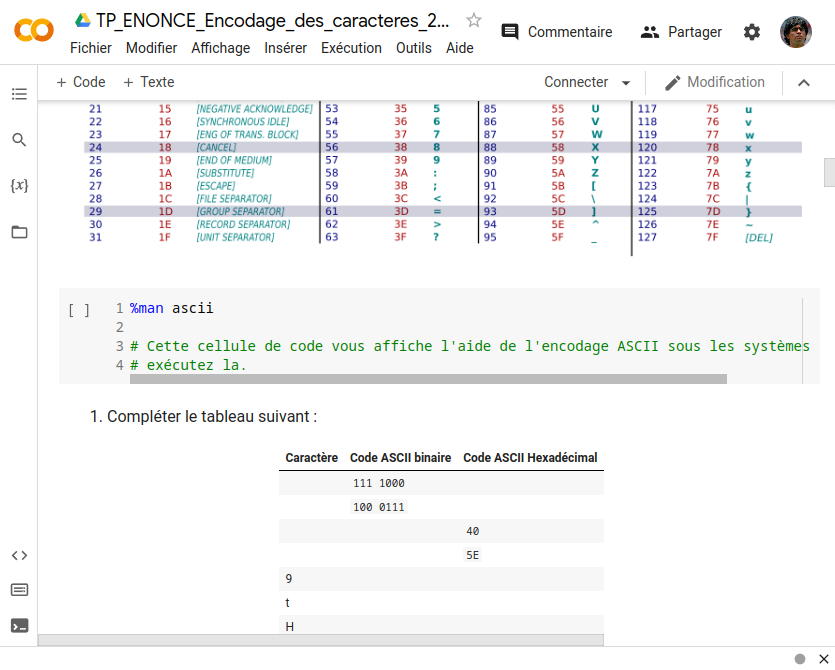 TP_ENONCE_Encodage_des_caracteres_2...
Commentaire
Partager
Fichier Modifier Affichage Insérer Exécution Outils Aide
+ Code + Texte
Connecter
Modification
21 15 [NEGATIVE ACKNOWLEDGE] 53 35 5 85 55 U 117 75 u
22 16 [SYNCHRONOUS IDLE] 54 36 6 86 56 V 118 76 v
23 17 [ENG OF TRANS. BLOCK] 55 37 7 87 57 W 119 77 w
24 18 [CANCEL] 56 38 8 88 58 X 120 78 x
25 19 [END OF MEDIUM] 57 39 9 89 59 Y 121 79 y
26 1A [SUBSTITUTE] 58 3A : 90 5A Z 122 7A z
27 1B [ESCAPE] 59 3B ; 91 5B [ 123 7B {
28 1C [FILE SEPARATOR] 60 3C < 92 5C \ 124 7C |
29 1D [GROUP SEPARATOR] 61 3D = 93 5D ] 125 7D }
30 1E [RECORD SEPARATOR] 62 3E > 94 5E ^ 126 7E ~
31 1F [UNIT SEPARATOR] 63 3F ? 95 5F _ 127 7F [DEL]
[ ] 1 %man ascii
2
3 # Cette cellule de code vous affiche l'aide de l'encodage ASCII sous les systèmes
4 # exécutez la.
1. Compléter le tableau suivant :
Caractère Code ASCII binaire Code ASCII Hexadécimal
111 1000
100 0111
40
5E
9
t
H